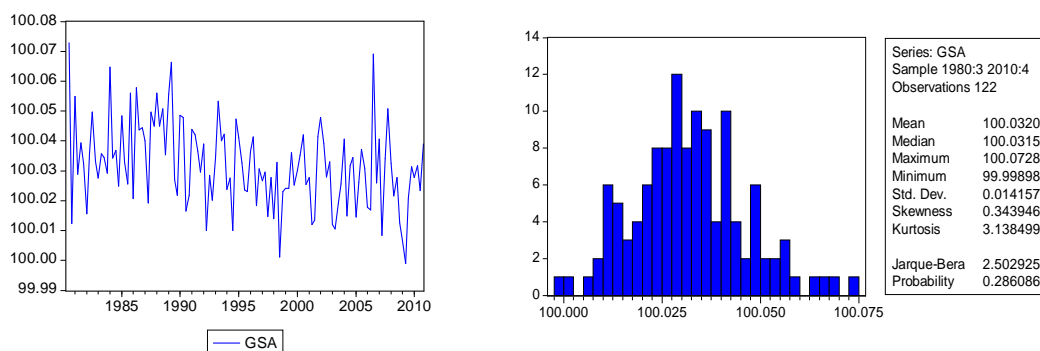 100.08
100.07
100.06
100.05
100.04
100.03
100.02
100.01
100.00
99.99
1985 1990 1995 2000 2005 2010
GSA
14
12
10
8
6
4
2
0
100.000 100.025 100.050 100.075
Series: GSA
Sample 1980:3 2010:4
Observations 122
Mean 100.0320
Median 100.0315
Maximum 100.0728
Minimum 99.99898
Std. Dev. 0.014157
Skewness 0.343946
Kurtosis 3.138499
Jarque-Bera 2.502925
Probability 0.286086